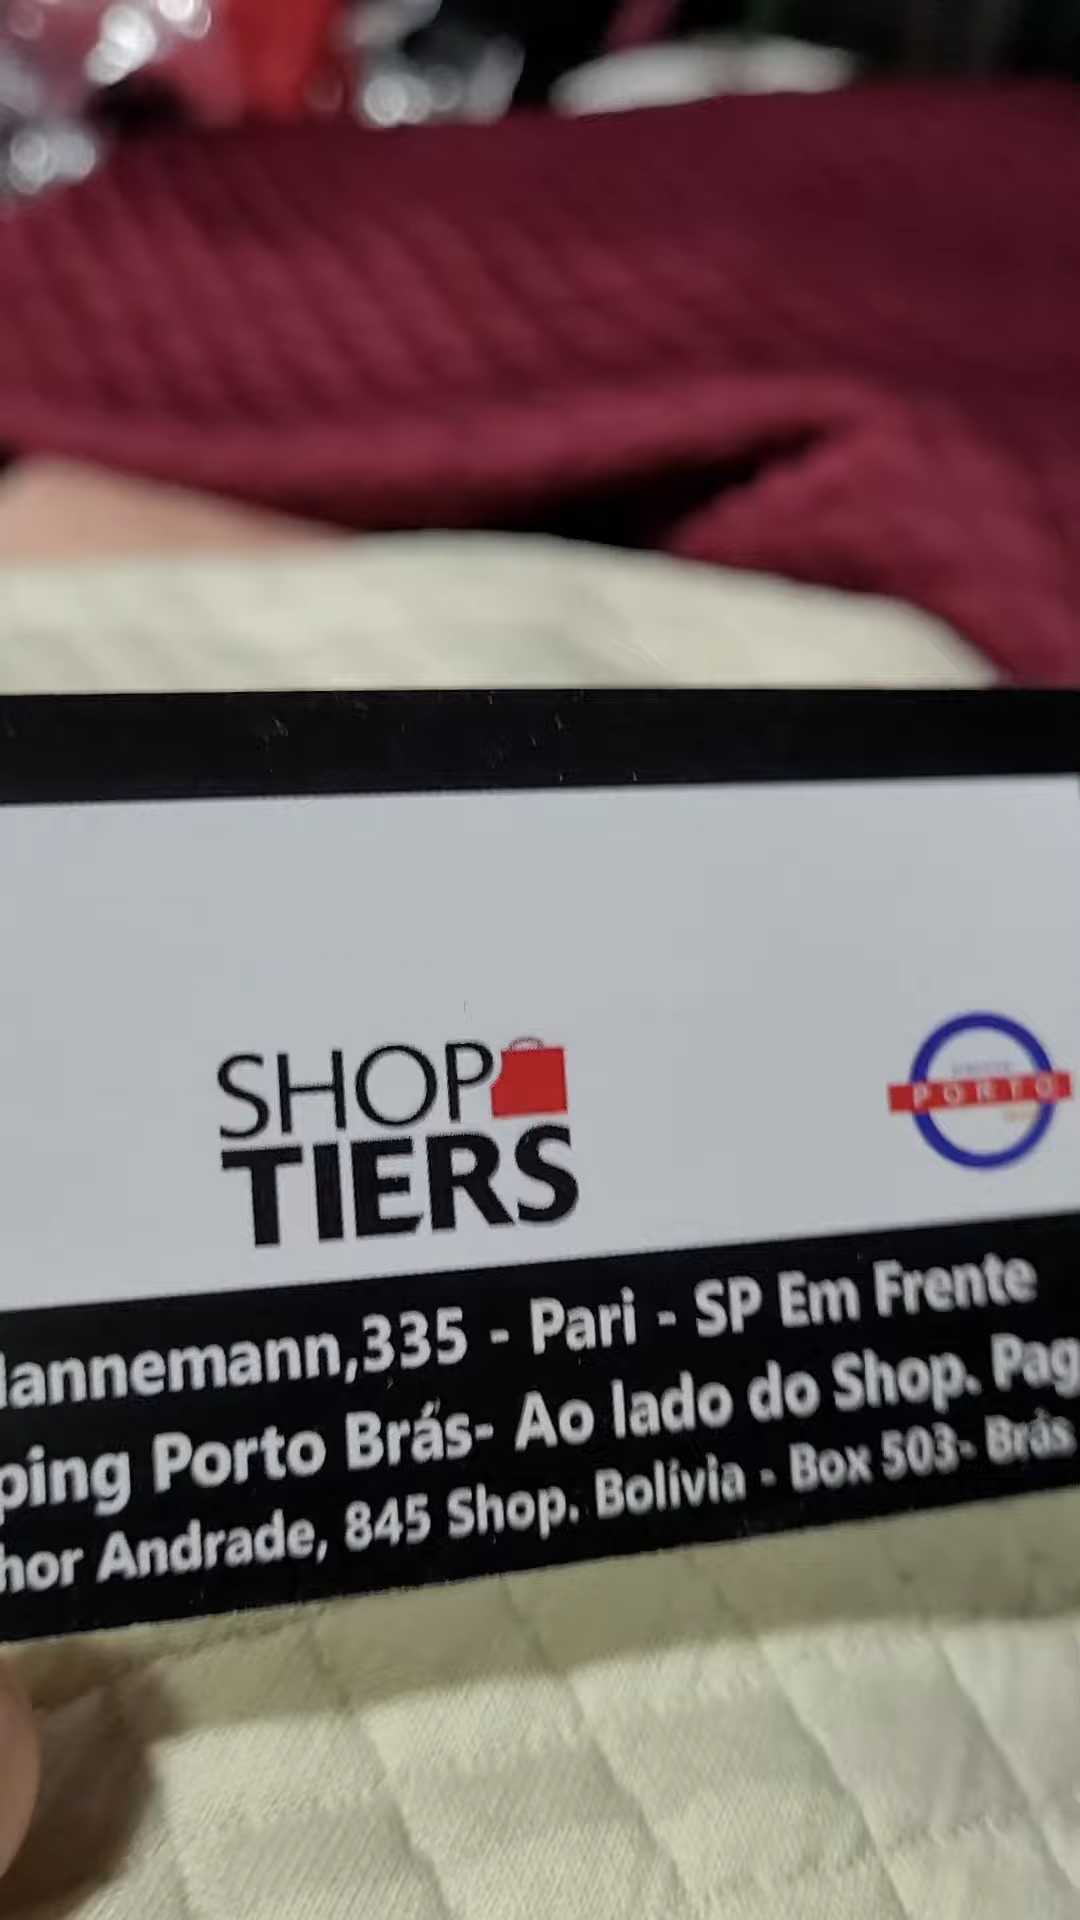 SHOP
TIERS
PORTO
Hannemann,335 - Pari - SP Em Frente
ping Porto Brás- Ao lado do Shop. Pag
hor Andrade, 845 Shop. Bolívia - Box 503- Brás